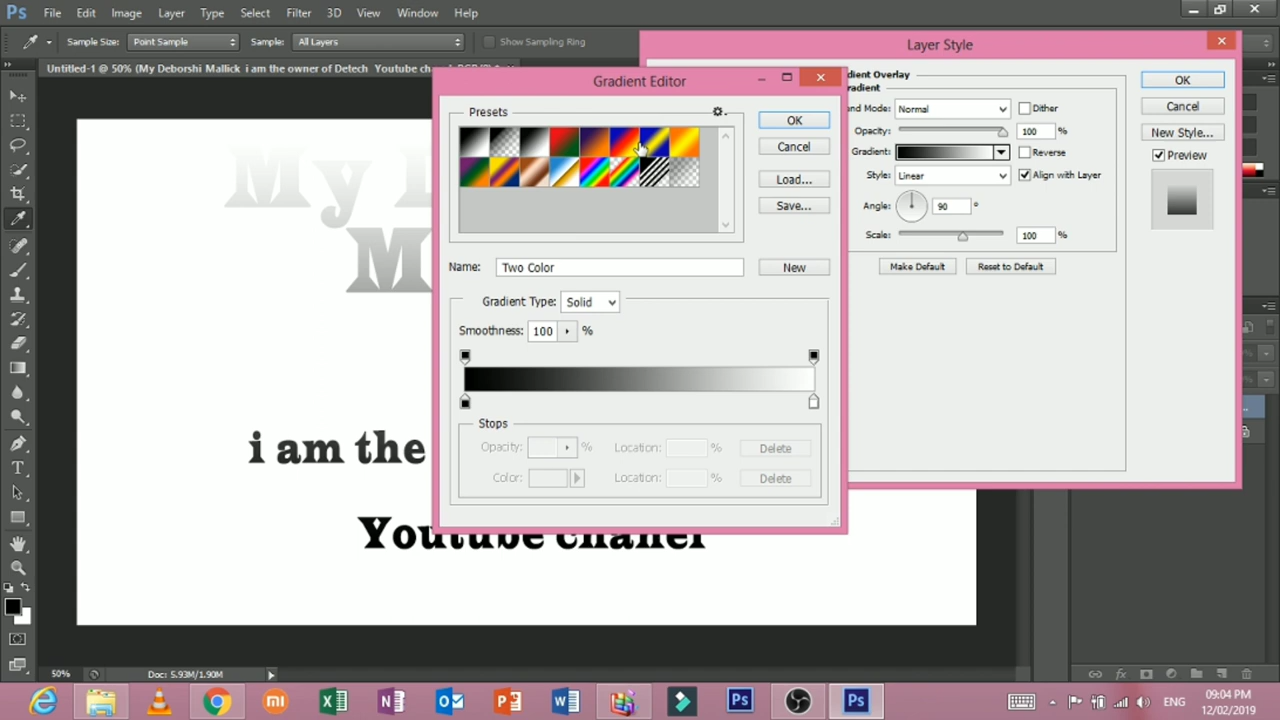 Ps File Edit Image Layer Type Select Filter 3D View Window Help
Sample Size: Point Sample Sample: All Layers Show Sampling Ring
Untitled-1 @ 50% (My Deborshi Mallick i am the owner of Detech Youtube
Layer Style
Gradient Editor
Presets
OK
Cancel
Load...
Save...
Name: Two Color New
Gradient Type: Solid
Smoothness: 100 %
Stops
Opacity: % Location: % Delete
Color: Location: % Delete
dient Overlay
radient
nd Mode: Normal Dither
Opacity: 100 %
Gradient: Reverse
Style: Linear Align with Layer
Angle: 90 °
Scale: 100 %
Make Default Reset to Default
OK
Cancel
New Style...
Preview
My
M
i am the
Youtube chanel
50% Doc: 5.93M/1.90M
ENG 09:04 PM
12/02/2019